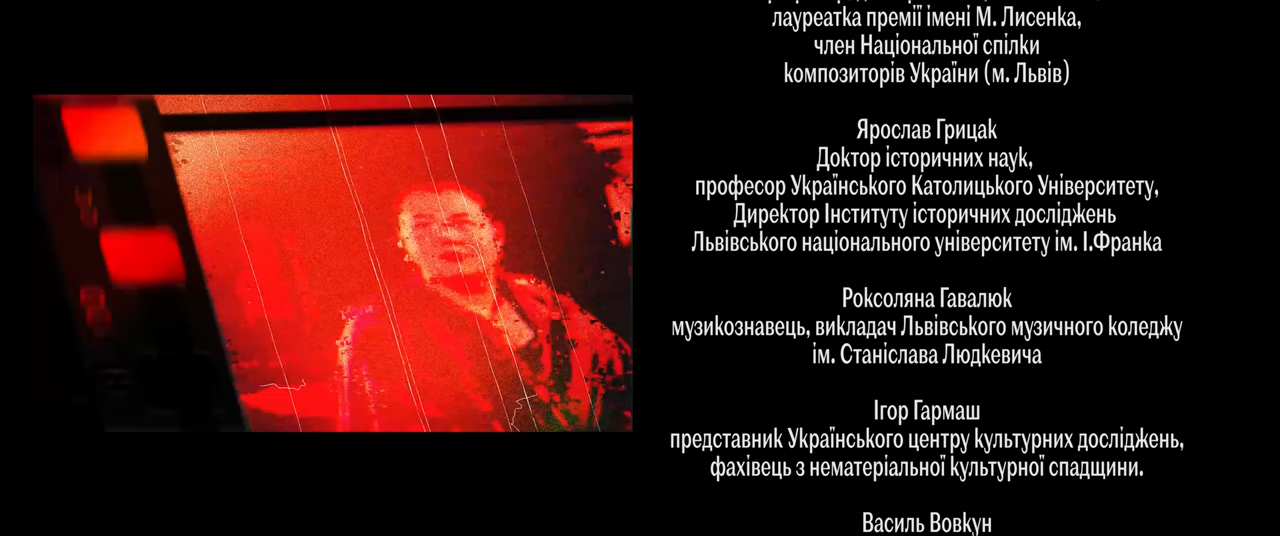 лауреатка премії імені М. Лисенка,
член Національної спілки
композиторів України (м. Львів)
Ярослав Грицак
Доктор історичних наук,
професор Українського Католицького Університету,
Директор Інституту історичних досліджень
Львівського національного університету ім. І.Франка
Роксоляна Гавалюк
музикознавець, викладач Львівського музичного коледжу
ім. Станіслава Людкевича
Ігор Гармаш
представник Українського центру культурних досліджень,
фахівець з нематеріальної культурної спадщини.
Василь Вовкун